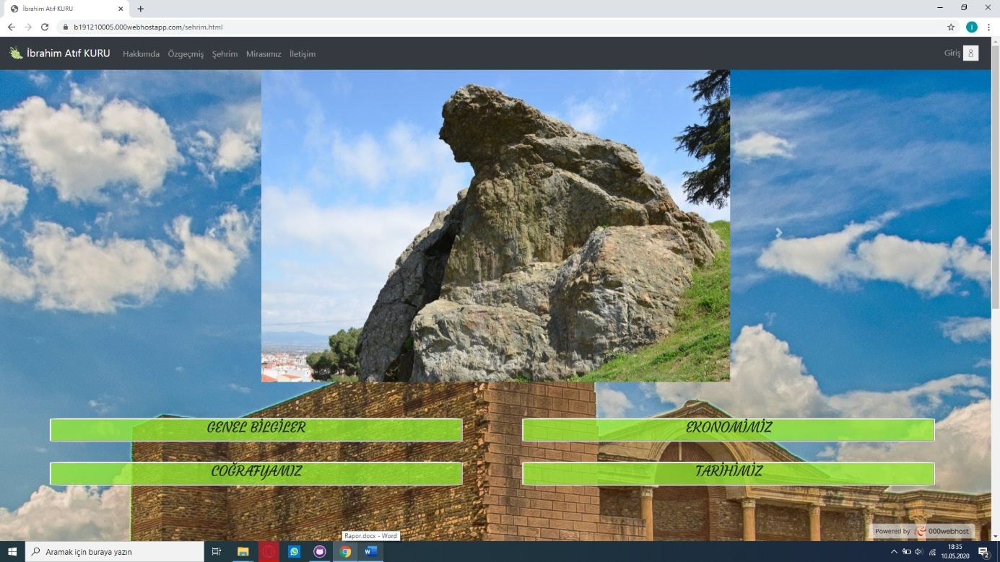 İbrahim Atıf KURU
b191210005.000webhostapp.com/sehrim.html
İbrahim Atıf KURU
Hakkımda
Özgeçmiş
Şehrim
Mirasımız
İletişim
Giriş
GENEL BİLGİLER
EKONOMİMİZ
COĞRAFYAMIZ
TARİHİMİZ
Powered by 000webhost
Rapor.docx - Word
Aramak için buraya yazın
18:35
10.05.2020
2